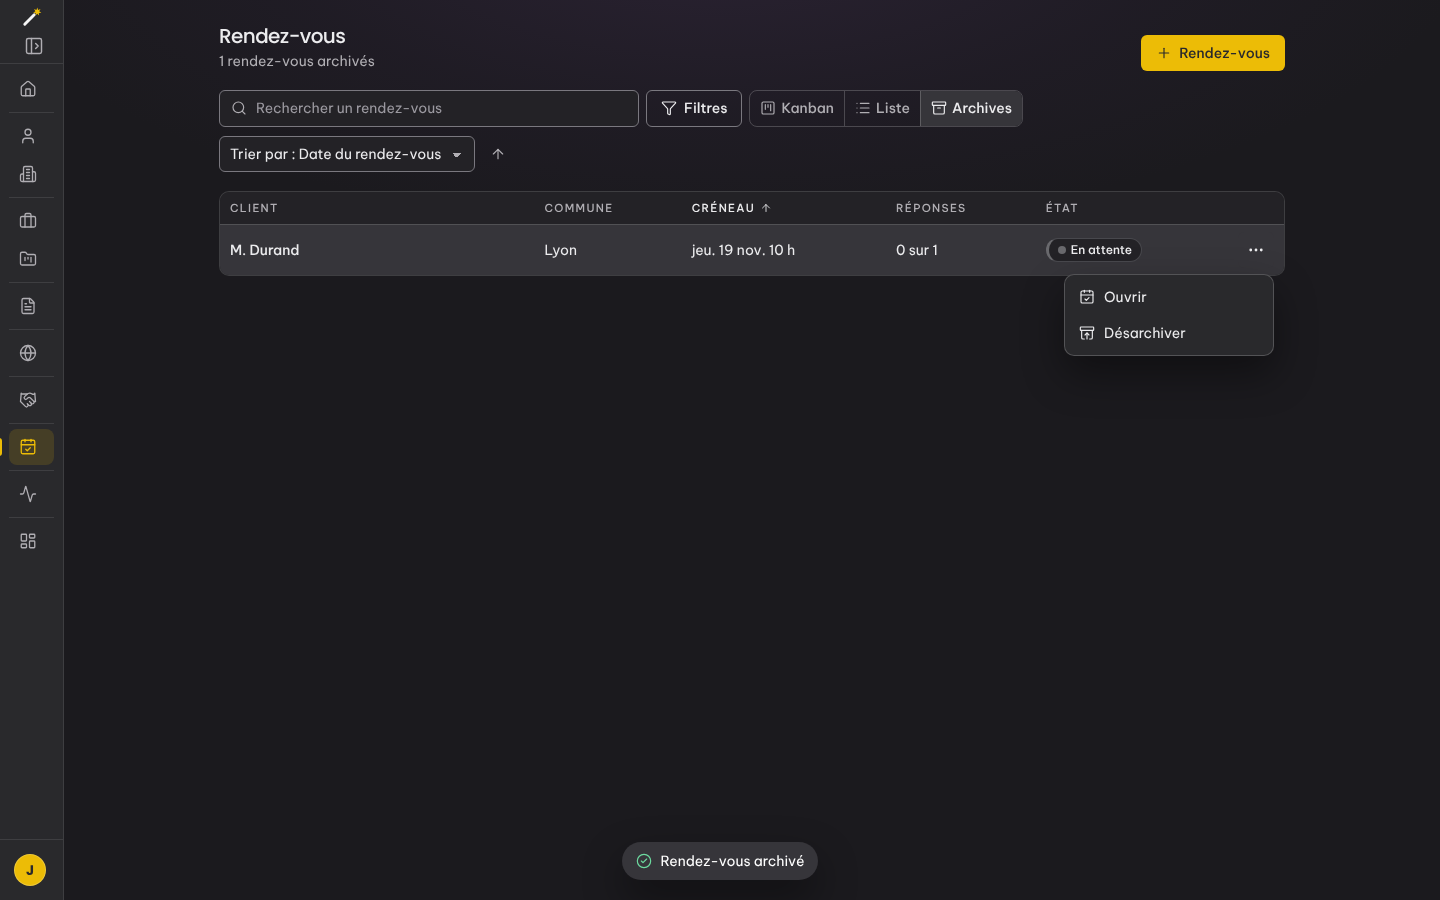 Rendez-vous
1 rendez-vous archivés
Rendez-vous
Rechercher un rendez-vous
Filtres
Kanban
Liste
Archives
Trier par : Date du rendez-vous
CLIENT
COMMUNE
CRÉNEAU
RÉPONSES
ÉTAT
M. Durand
Lyon
jeu. 19 nov. 10 h
0 sur 1
En attente
Ouvrir
Désarchiver
Rendez-vous archivé
J